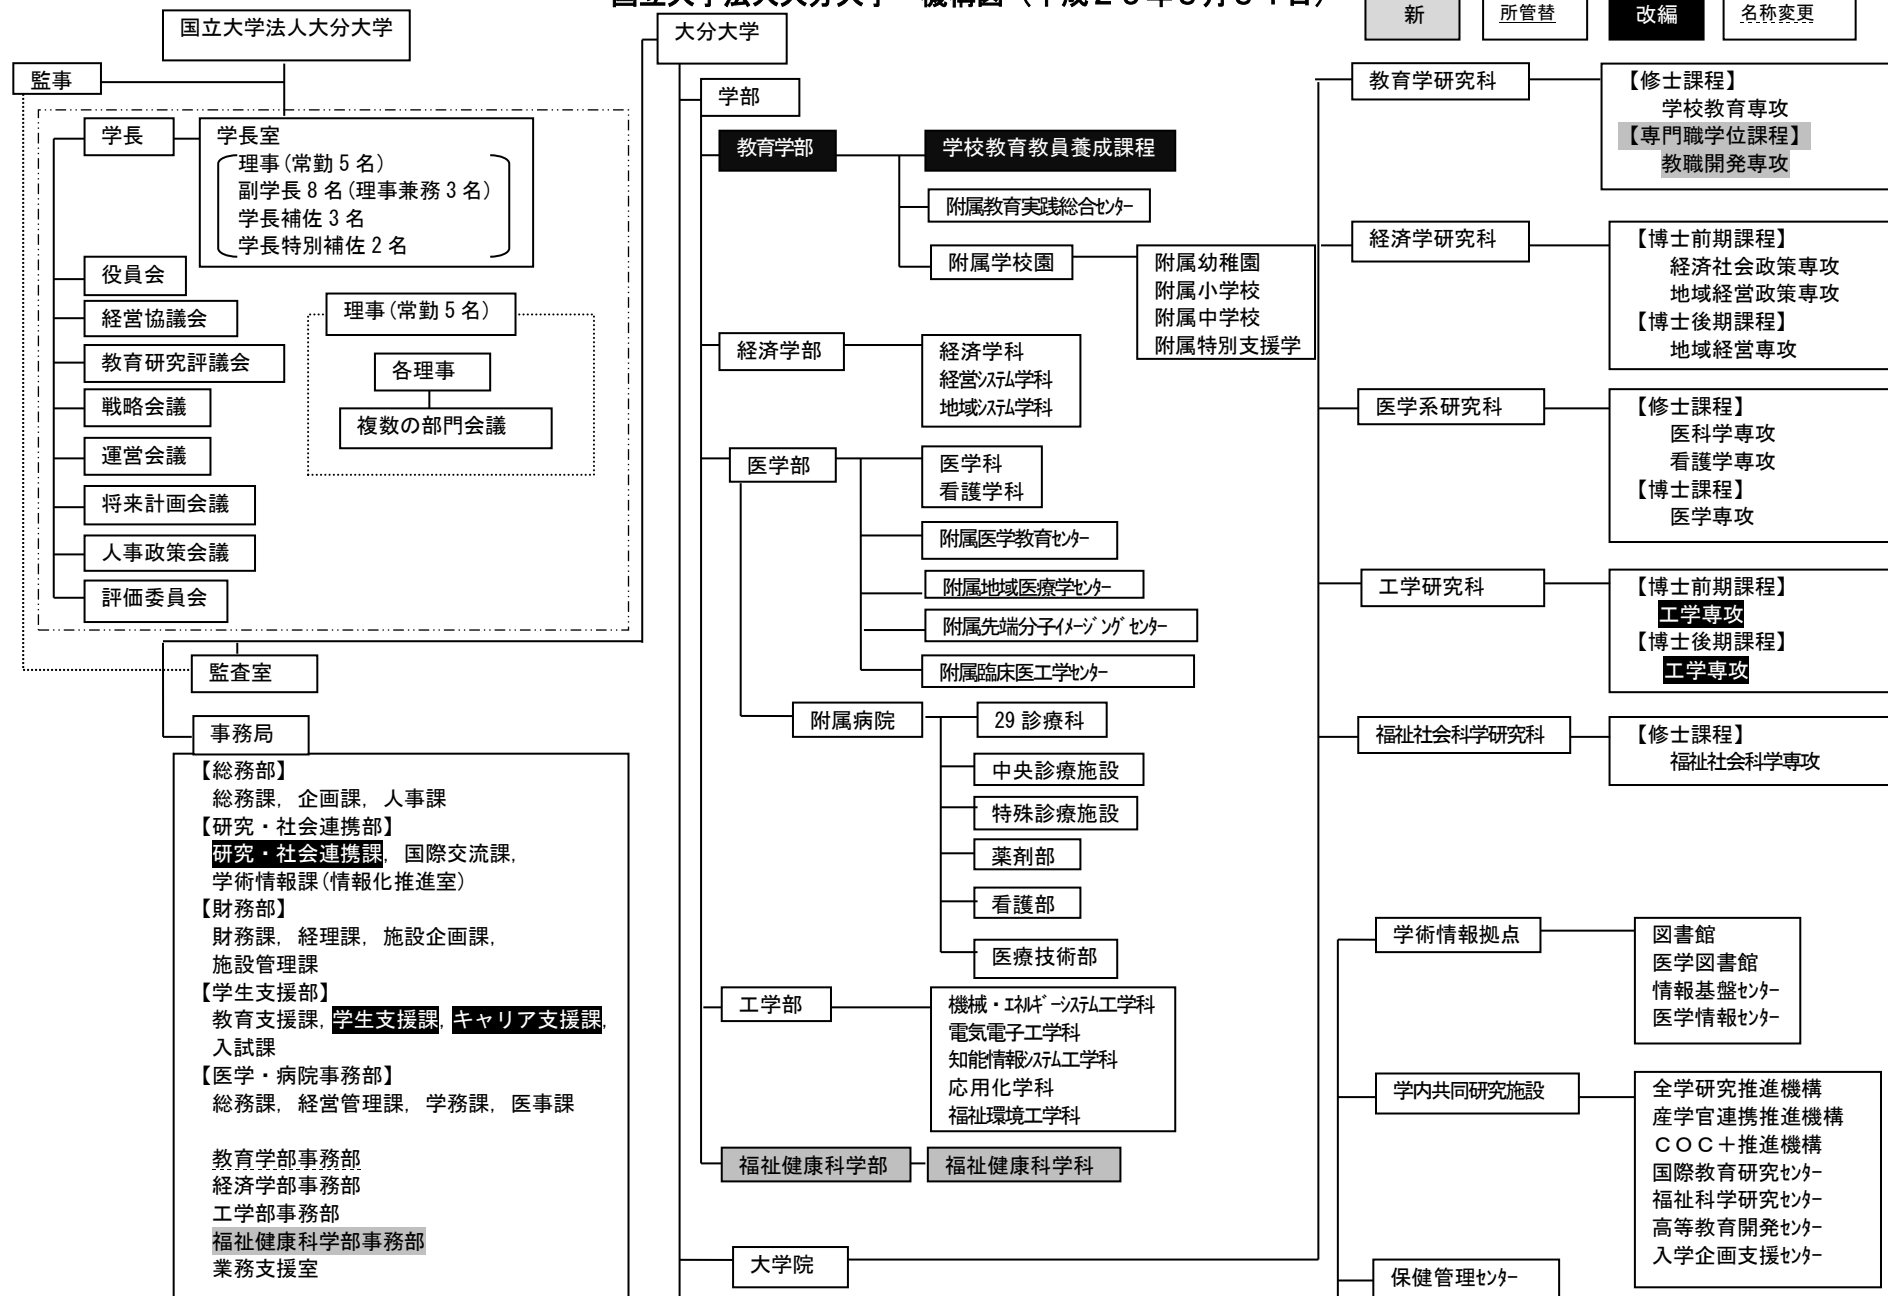 新
所管替
改編
名称変更
国立大学法人大分大学
監事
学長
学長室
理事(常勤5名)
副学長8名(理事兼務3名)
学長補佐3名
学長特別補佐2名
役員会
経営協議会
教育研究評議会
戦略会議
運営会議
将来計画会議
人事政策会議
評価委員会
理事(常勤5名)
各理事
複数の部門会議
監査室
事務局
【総務部】
総務課, 企画課, 人事課
【研究・社会連携部】
研究・社会連携課, 国際交流課,
学術情報課(情報化推進室)
【財務部】
財務課, 経理課, 施設企画課,
施設管理課
【学生支援部】
教育支援課, 学生支援課, キャリア支援課,
入試課
【医学・病院事務部】
総務課, 経営管理課, 学務課, 医事課
教育学部事務部
経済学部事務部
工学部事務部
福祉健康科学部事務部
業務支援室
大分大学
学部
教育学部
学校教育教員養成課程
附属教育実践総合ｾﾝﾀｰ
附属学校園
附属幼稚園
附属小学校
附属中学校
附属特別支援学
経済学部
経済学科
経営ｼｽﾃﾑ学科
地域ｼｽﾃﾑ学科
医学部
医学科
看護学科
附属医学教育ｾﾝﾀｰ
附属地域医療学ｾﾝﾀｰ
附属先端分子ｲﾒｰｼﾞﾝｸﾞｾﾝﾀｰ
附属臨床医工学ｾﾝﾀｰ
附属病院
29診療科
中央診療施設
特殊診療施設
薬剤部
看護部
医療技術部
工学部
機械・ｴﾈﾙｷﾞｰｼｽﾃﾑ工学科
電気電子工学科
知能情報ｼｽﾃﾑ工学科
応用化学科
福祉環境工学科
福祉健康科学部
福祉健康科学科
大学院
教育学研究科
【修士課程】
学校教育専攻
【専門職学位課程】
教職開発専攻
経済学研究科
【博士前期課程】
経済社会政策専攻
地域経営政策専攻
【博士後期課程】
地域経営専攻
医学系研究科
【修士課程】
医科学専攻
看護学専攻
【博士課程】
医学専攻
工学研究科
【博士前期課程】
工学専攻
【博士後期課程】
工学専攻
福祉社会科学研究科
【修士課程】
福祉社会科学専攻
学術情報拠点
図書館
医学図書館
情報基盤ｾﾝﾀｰ
医学情報ｾﾝﾀｰ
学内共同研究施設
全学研究推進機構
産学官連携推進機構
ＣＯＣ＋推進機構
国際教育研究ｾﾝﾀｰ
福祉科学研究ｾﾝﾀｰ
高等教育開発ｾﾝﾀｰ
入学企画支援ｾﾝﾀｰ
保健管理ｾﾝﾀｰ